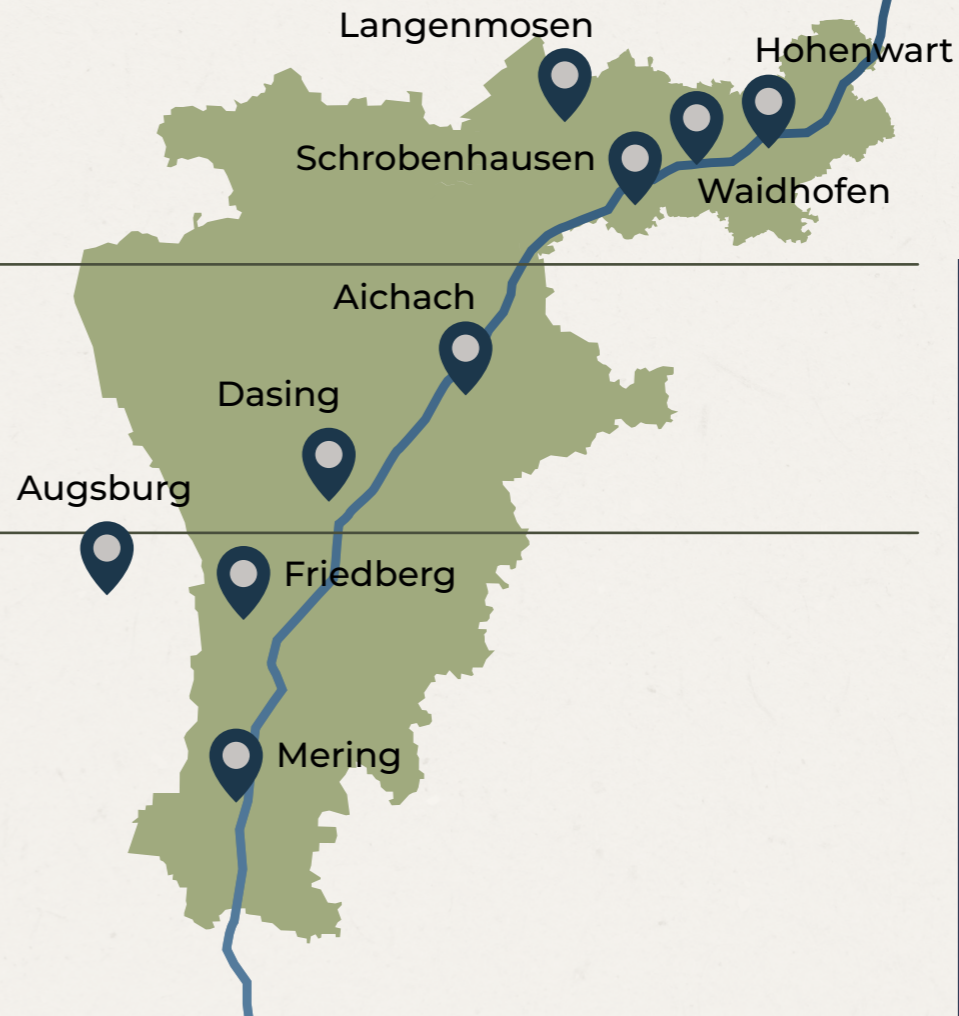 Langenmosen
Hohenwart
Schrobenhausen
Waidhofen
Aichach
Dasing
Augsburg
Friedberg
Mering